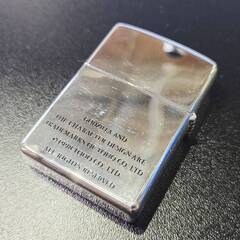 GODZILLA AND
THE CHARACTER DESIGN ARE
TRADEMARKS OF TOHO CO., LTD
TOHO CO., LTD.
ALL RIGHTS RESERVED